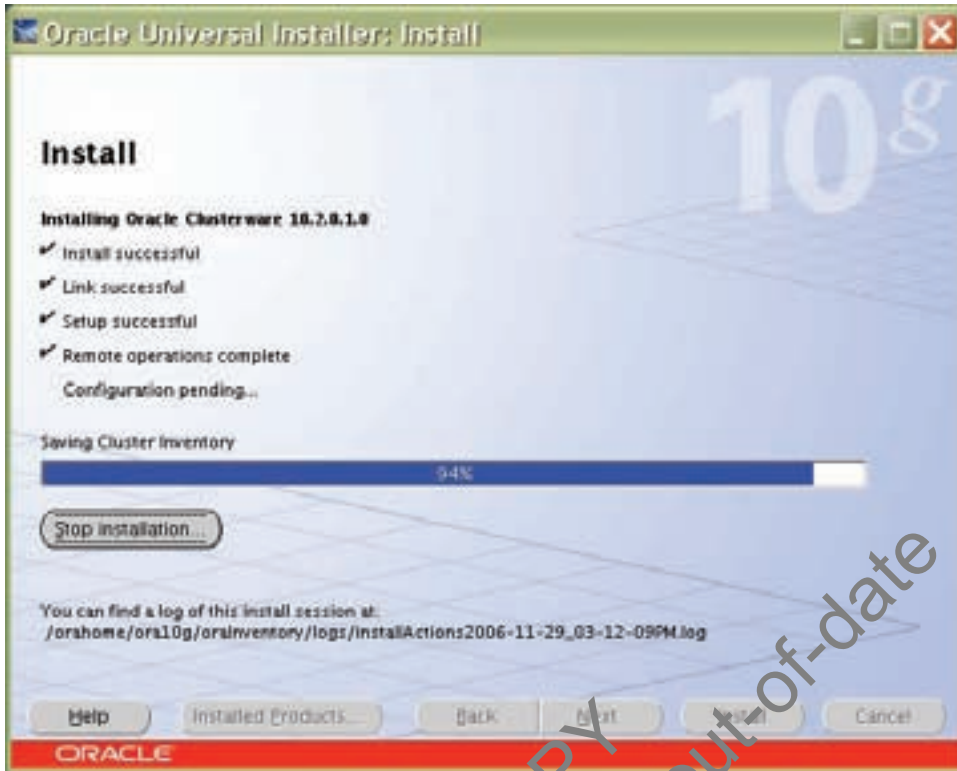 Oracle Universal Installer: Install
10g
Install
Installing Oracle Clusterware 10.2.0.1.0
Install successful
Link successful
Setup successful
Remote operations complete
Configuration pending...
Saving Cluster Inventory
94%
Stop installation...
You can find a log of this install session at:
/orahome/ora10g/oraInventory/logs/installActions2006-11-29_03-12-09PM.log
Help Installed Products... Back Next Install Cancel
ORACLE
out-of-date